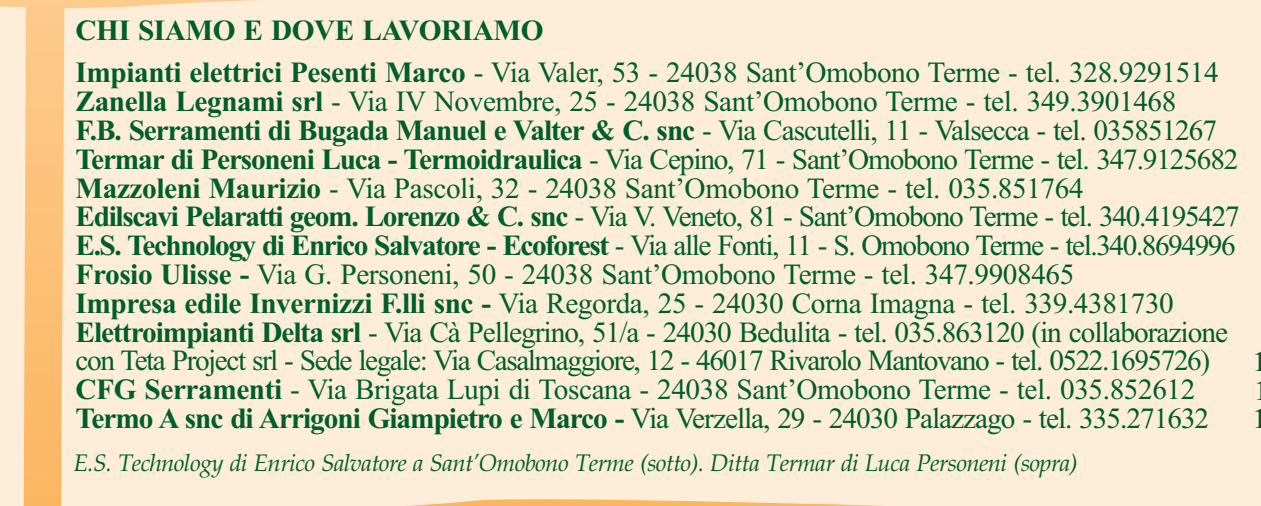 CHI SIAMO E DOVE LAVORIAMO
Impianti elettrici Pesenti Marco - Via Valer, 53 - 24038 Sant’Omobono Terme - tel. 328.9291514
Zanella Legnami srl - Via IV Novembre, 25 - 24038 Sant’Omobono Terme - tel. 349.3901468
F.B. Serramenti di Bugada Manuel e Valter & C. snc - Via Cascutelli, 11 - Valsecca - tel. 035851267
Termar di Personeni Luca - Termoidraulica - Via Cepino, 71 - Sant’Omobono Terme - tel. 347.9125682
Mazzoleni Maurizio - Via Pascoli, 32 - 24038 Sant’Omobono Terme - tel. 035.851764
Edilscavi Pelaratti geom. Lorenzo & C. snc - Via V. Veneto, 81 - Sant’Omobono Terme - tel. 340.4195427
E.S. Technology di Enrico Salvatore - Ecoforest - Via alle Fonti, 11 - S. Omobono Terme - tel.340.8694996
Frosio Ulisse - Via G. Personeni, 50 - 24038 Sant’Omobono Terme - tel. 347.9908465
Impresa edile Invernizzi F.lli snc - Via Regorda, 25 - 24030 Corna Imagna - tel. 339.4381730
Elettroimpianti Delta srl - Via Cà Pellegrino, 51/a - 24030 Bedulita - tel. 035.863120 (in collaborazione
con Teta Project srl - Sede legale: Via Casalmaggiore, 12 - 46017 Rivarolo Mantovano - tel. 0522.1695726)
CFG Serramenti - Via Brigata Lupi di Toscana - 24038 Sant’Omobono Terme - tel. 035.852612
Termo A snc di Arrigoni Giampietro e Marco - Via Verzella, 29 - 24030 Palazzago - tel. 335.271632
E.S. Technology di Enrico Salvatore a Sant’Omobono Terme (sotto). Ditta Termar di Luca Personeni (sopra)